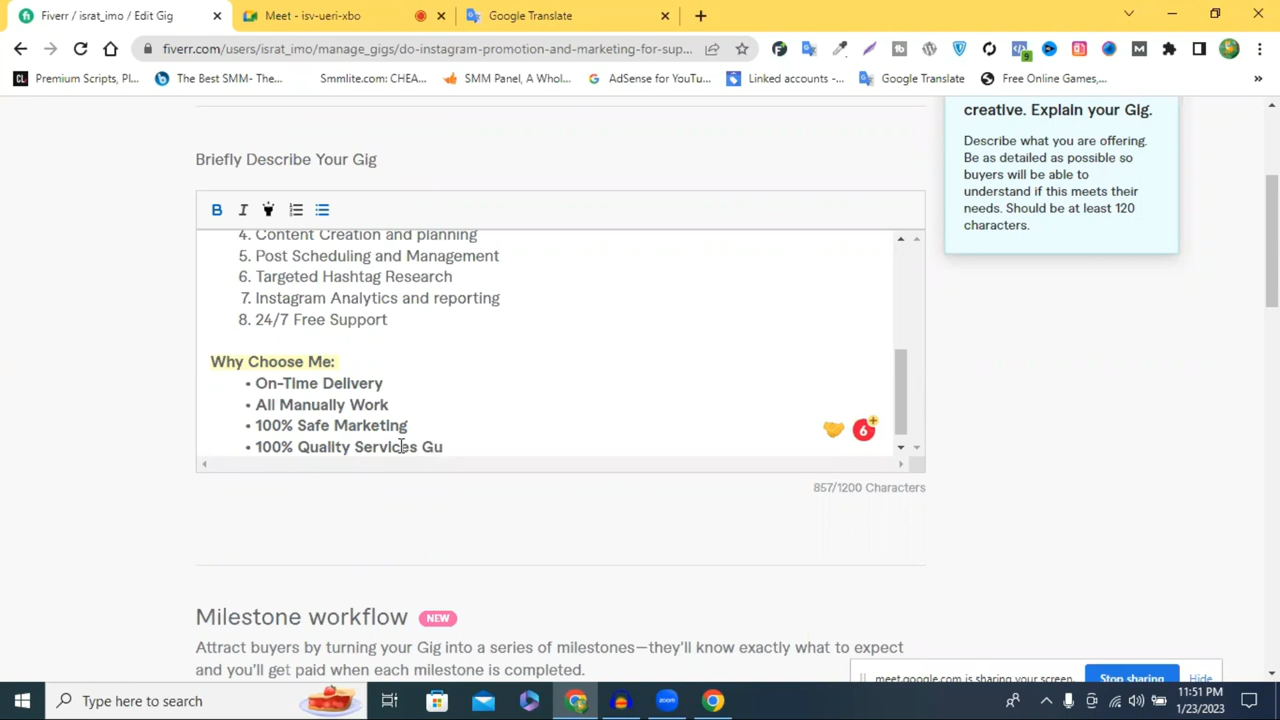 Fiverr / israt_imo / Edit Gig
Meet - isv-ueri-xbo
Google Translate
fiverr.com/users/israt_imo/manage_gigs/do-instagram-promotion-and-marketing-for-sup...
9
CL Premium Scripts, Pl...
The Best SMM- The...
Smmlite.com: CHEA...
SMM Panel, A Whol...
AdSense for YouTu...
Linked accounts -...
Google Translate
Free Online Games,...
creative. Explain your Gig.
Describe what you are offering.
Be as detailed as possible so
buyers will be able to
understand if this meets their
needs. Should be at least 120
characters.
Briefly Describe Your Gig
B I
4. Content Creation and planning
5. Post Scheduling and Management
6. Targeted Hashtag Research
7. Instagram Analytics and reporting
8. 24/7 Free Support
Why Choose Me:
• On-Time Delivery
• All Manually Work
• 100% Safe Marketing
• 100% Quality Services Gu
6
857/1200 Characters
Milestone workflow NEW
Attract buyers by turning your Gig into a series of milestones—they'll know exactly what to expect
and you'll get paid when each milestone is completed.
meet.google.com is sharing your screen.
Stop sharing
Hide
Type here to search
zoom
11:51 PM
1/23/2023